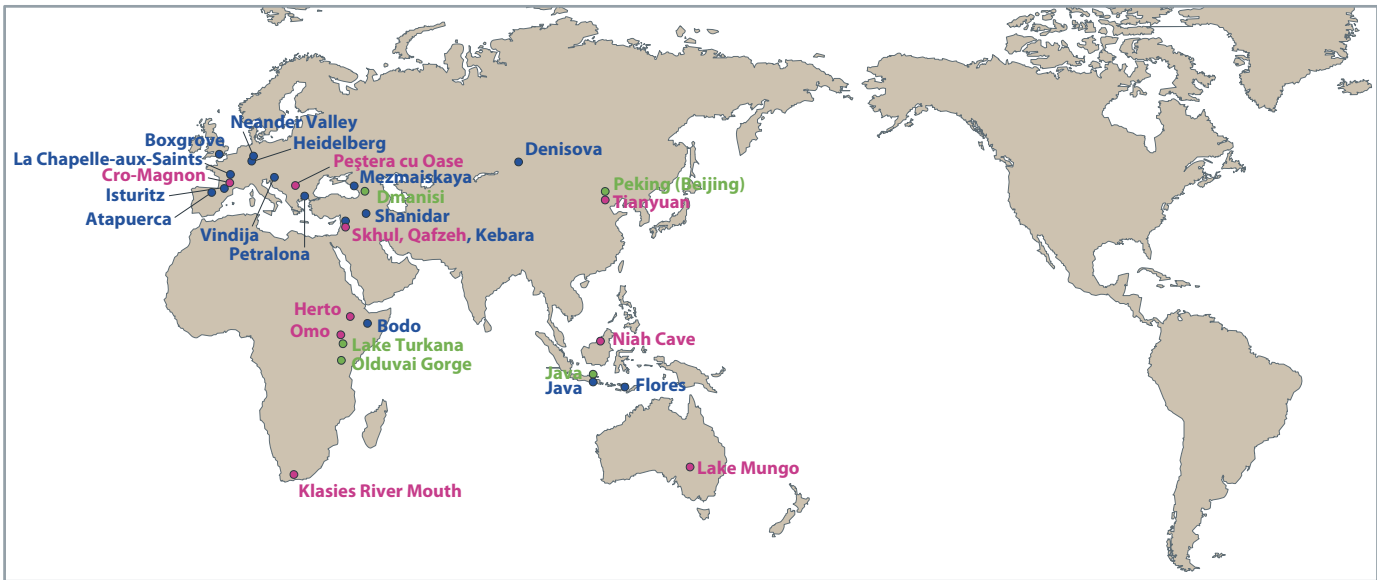 Neander Valley
Boxgrove
Heidelberg
La Chapelle-aux-Saints
Denisova
Peştera cu Oase
Cro-Magnon
Mezmaiskaya
Peking (Beijing)
Isturitz
Dmanisi
Tianyuan
Atapuerca
Shanidar
Vindija
Skhul, Qafzeh, Kebara
Petralona
Herto
Bodo
Omo
Niah Cave
Lake Turkana
Olduvai Gorge
Java
Java
Flores
Lake Mungo
Klasies River Mouth